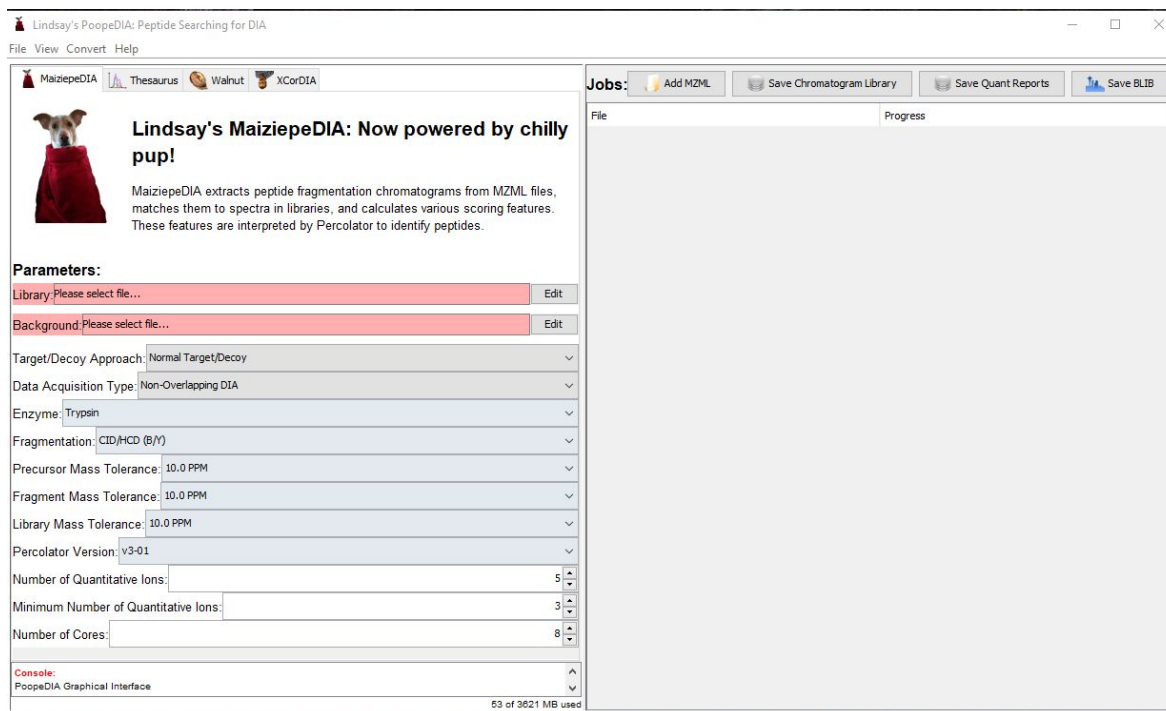 Lindsay's PoopeDIA: Peptide Searching for DIA
File View Convert Help
MaiziepeDIA Thesaurus Walnut XCorDIA
Lindsay's MaiziepeDIA: Now powered by chilly
pup!
MaiziepeDIA extracts peptide fragmentation chromatograms from MZML files,
matches them to spectra in libraries, and calculates various scoring features.
These features are interpreted by Percolator to identify peptides.
Parameters:
Library: Please select file... Edit
Background: Please select file... Edit
Target/Decoy Approach: Normal Target/Decoy
Data Acquisition Type: Non-Overlapping DIA
Enzyme: Trypsin
Fragmentation: CID/HCD (B/Y)
Precursor Mass Tolerance: 10.0 PPM
Fragment Mass Tolerance: 10.0 PPM
Library Mass Tolerance: 10.0 PPM
Percolator Version: v3-01
Number of Quantitative Ions: 5
Minimum Number of Quantitative Ions: 3
Number of Cores: 8
Console:
PoopeDIA Graphical Interface
53 of 3621 MB used
Jobs: Add MZML Save Chromatogram Library Save Quant Reports Save BLIB
File Progress